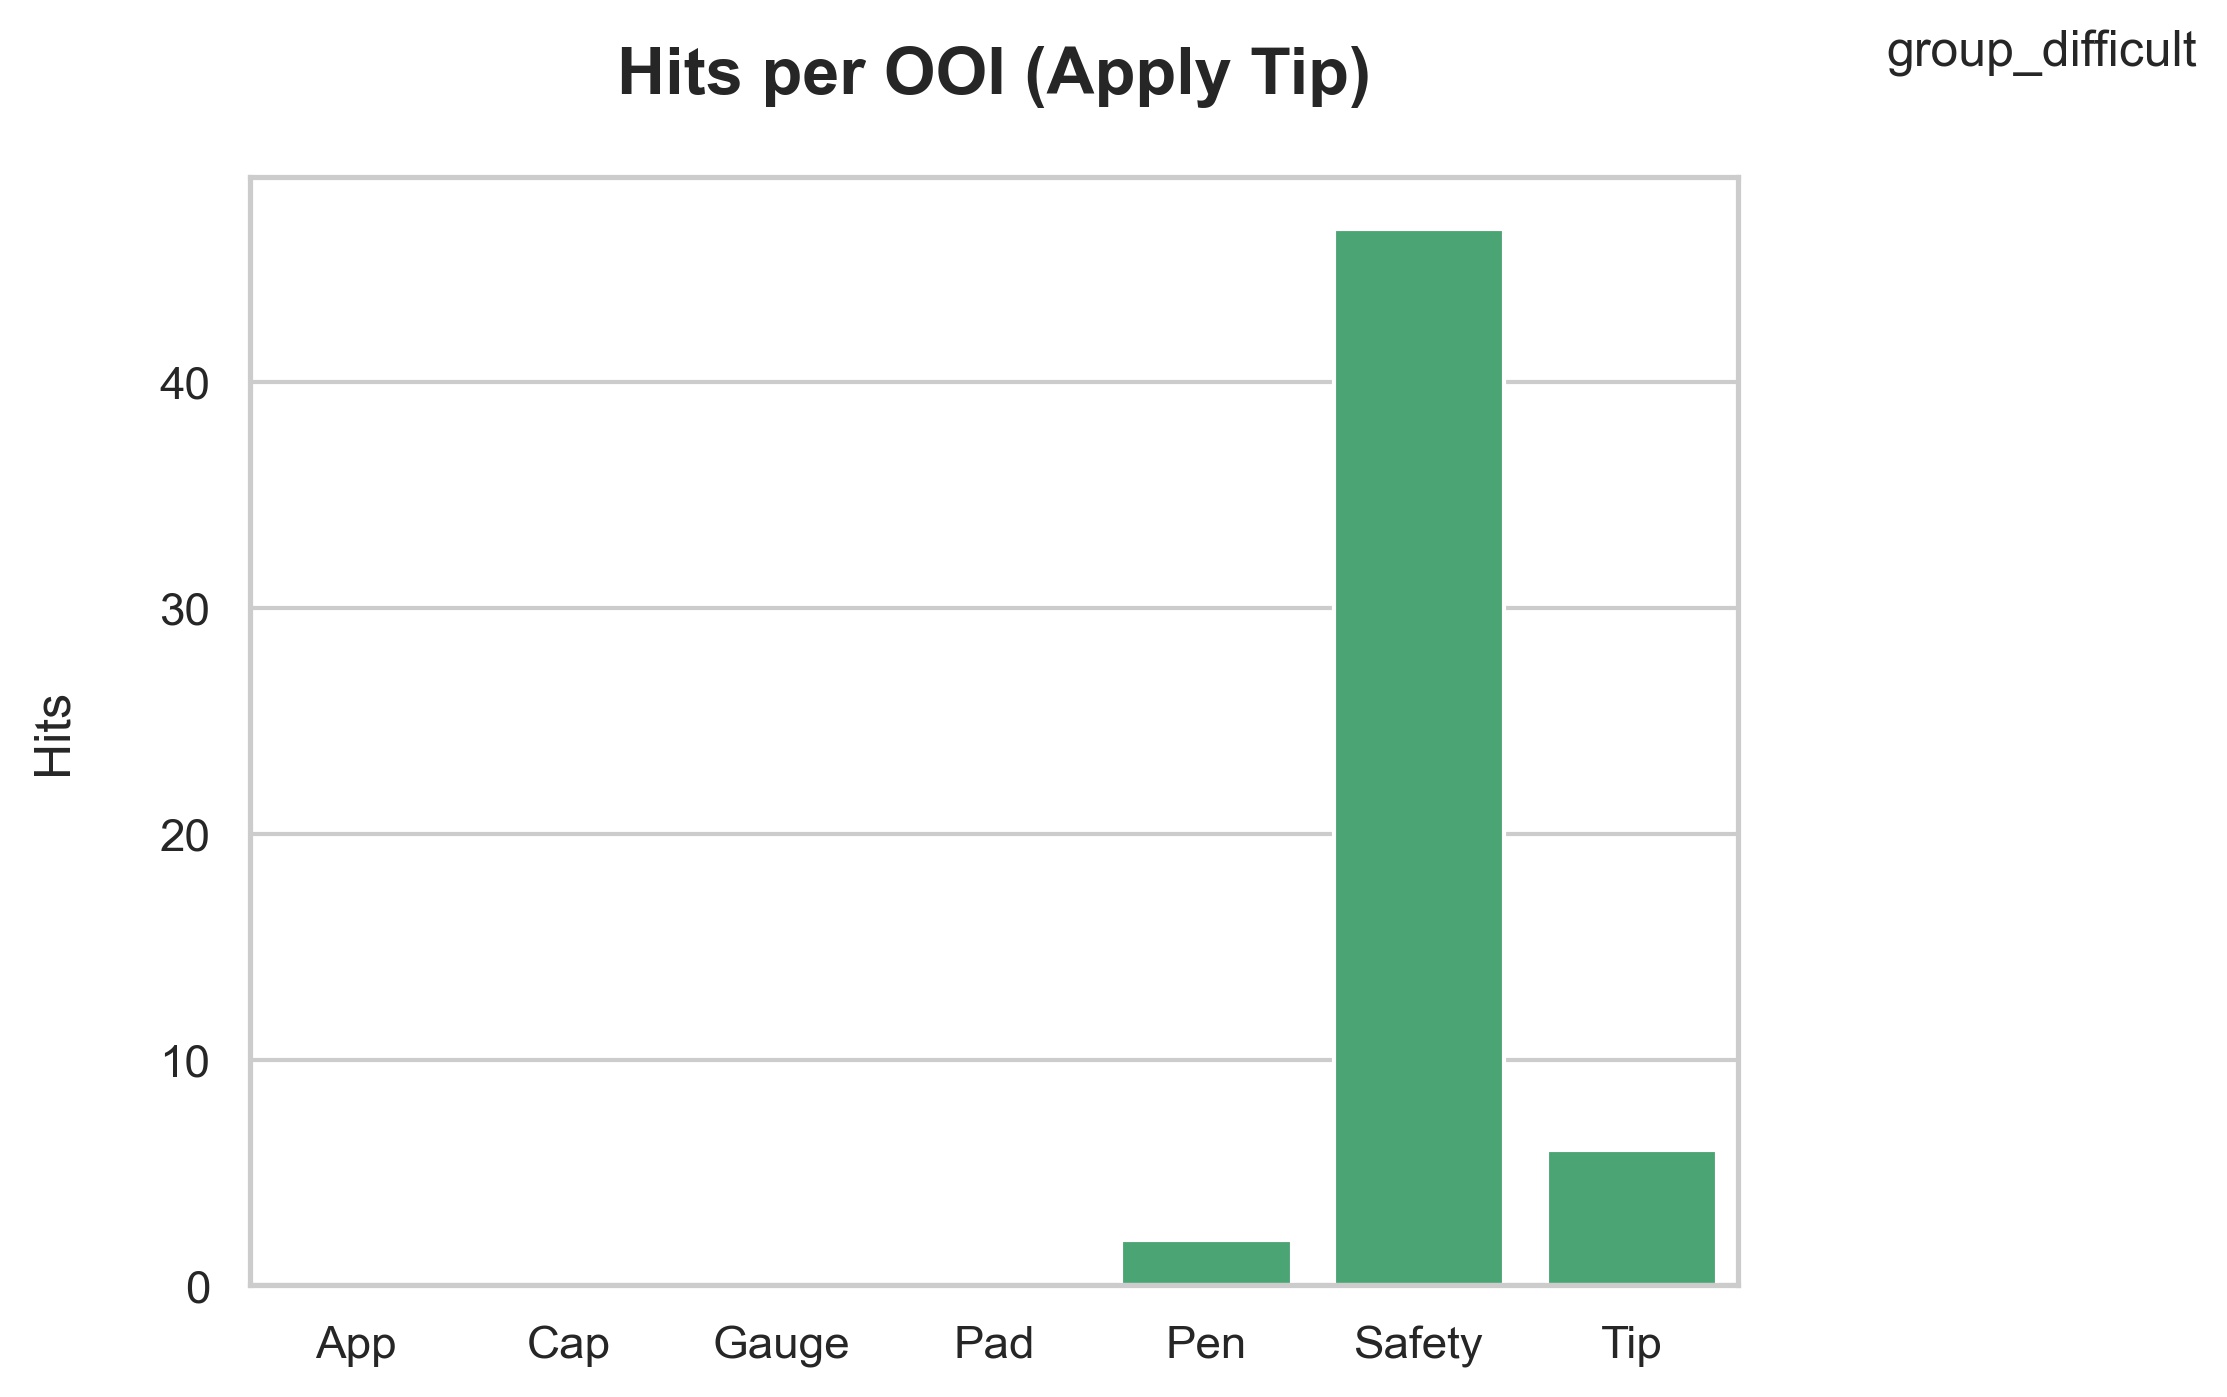 group_difficult
Hits per OOI (Apply Tip)
Hits
40
30
20
10
0
App Cap Gauge Pad Pen Safety Tip